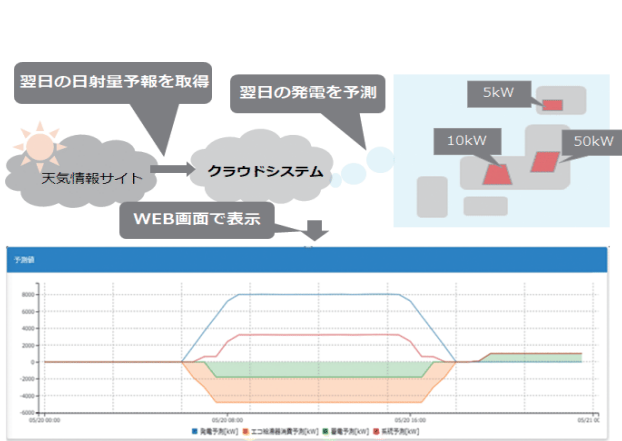 翌日の日射量予報を取得
翌日の発電を予測
5kW
10kW
50kW
天気情報サイト
クラウドシステム
WEB画面で表示
予測値
8000
6000
4000
2000
0
-2000
-4000
-6000
05/20 00:00
05/20 08:00
05/20 16:00
05/21 00
発電予測[kW]
エコ給湯器消費予測[kW]
蓄電予測[kW]
系統予測[kW]